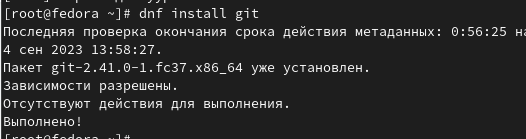 [root@fedora ~]# dnf install git
Последняя проверка окончания срока действия метаданных: 0:56:25
4 сен 2023 13:58:27.
Пакет git-2.41.0-1.fc37.x86_64 уже установлен.
Зависимости разрешены.
Отсутствуют действия для выполнения.
Выполнено!
[root@fedora ~]#